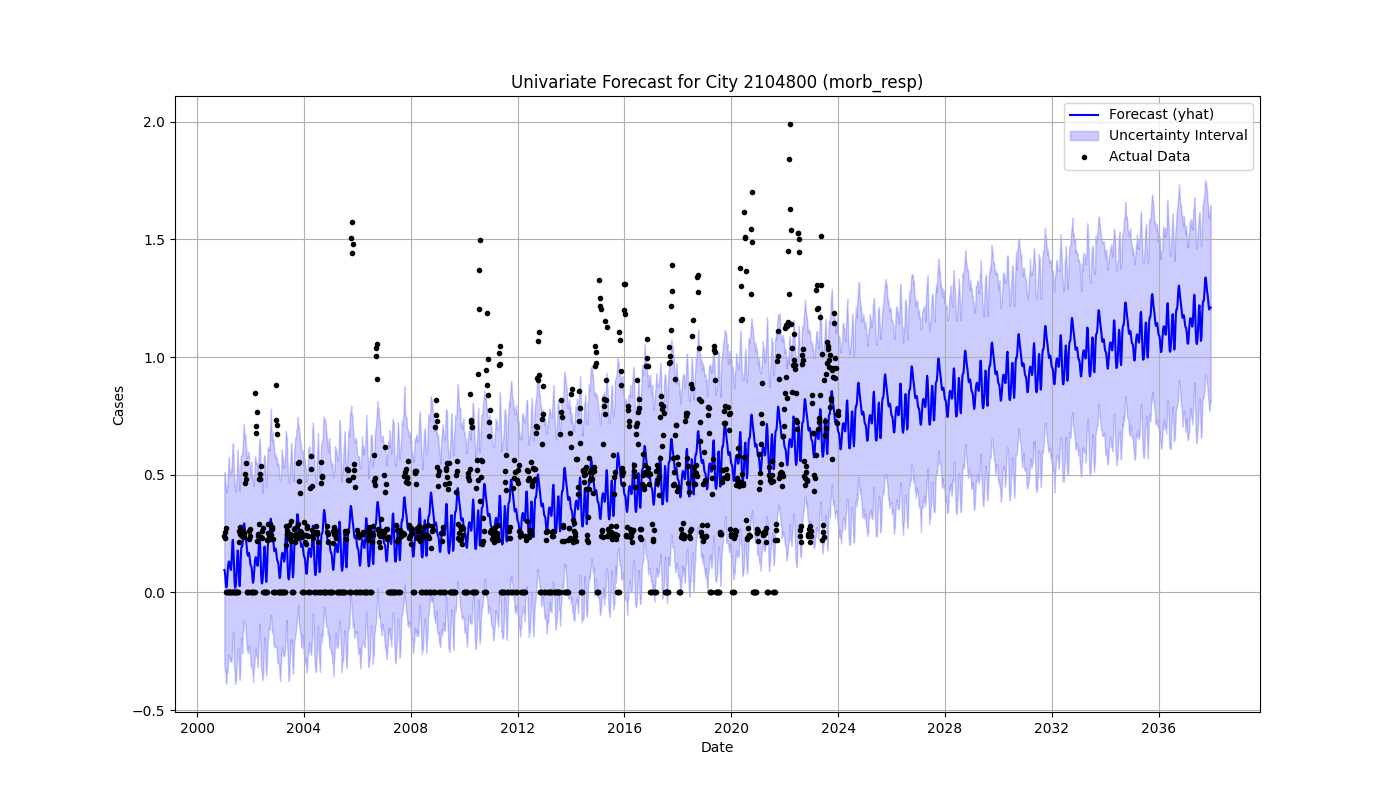 Univariate Forecast for City 2104800 (morb_resp)
Forecast (yhat)
Uncertainty Interval
Actual Data
Cases
2.0
1.5
1.0
0.5
0.0
−0.5
2000 2004 2008 2012 2016 2020 2024 2028 2032 2036
Date